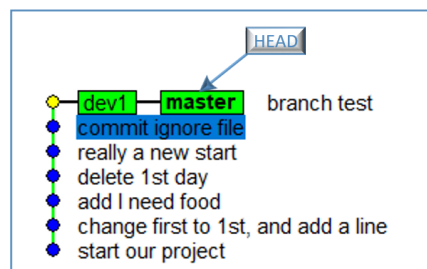 HEAD
dev1 master branch test
commit ignore file
really a new start
delete 1st day
add I need food
change first to 1st, and add a line
start our project